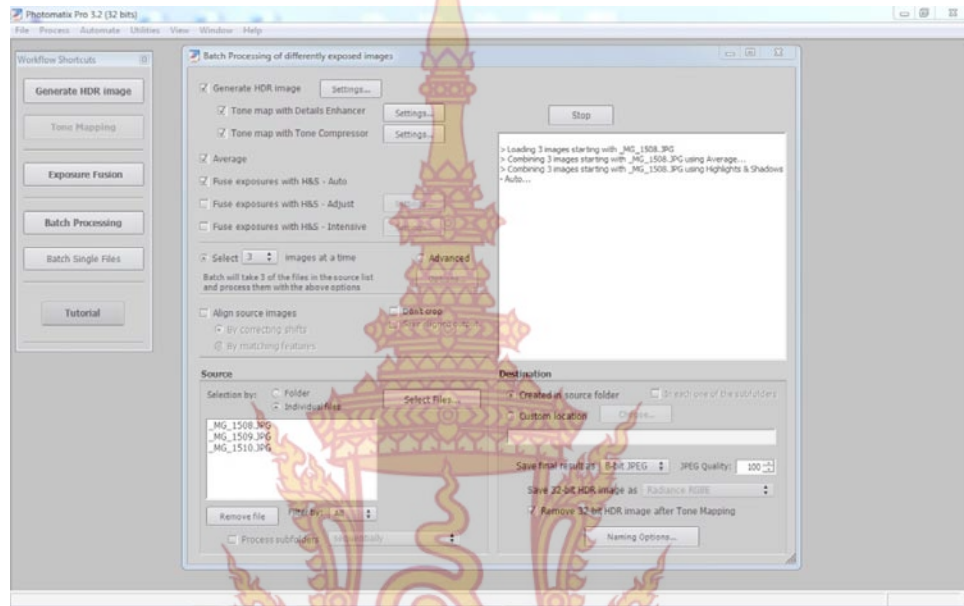 Photomatix Pro 3.2 (32 bits)
File Process Automate Utilities View Window Help
Workflow Shortcuts
Generate HDR image
Tone Mapping
Exposure Fusion
Batch Processing
Batch Single Files
Tutorial
Batch Processing of differently exposed images
Generate HDR image Settings...
Tone map with Details Enhancer Settings...
Tone map with Tone Compressor Settings...
Average
Fuse exposures with H&S - Auto
Fuse exposures with H&S - Adjust
Fuse exposures with H&S - Intensive
Select 3 images at a time Advanced
Batch will take 3 of the files in the source list
and process them with the above options
Align source images Don't crop
By correcting shifts
By matching features
Stop
> Loading 3 images starting with _MG_1508.JPG
> Combining 3 images starting with _MG_1508.JPG using Average...
> Combining 3 images starting with _MG_1508.JPG using Highlights & Shadows
- Auto...
Source
Selection by: Folder
Individual files
Select Files...
_MG_1508.JPG
_MG_1509.JPG
_MG_1510.JPG
Remove file Filter by: All
Process subfolders sequentially
Destination
Created in source folder In each one of the subfolders
Custom location Choose...
Save final result as 8-bit JPEG JPEG Quality: 100
Save 32-bit HDR image as Radiance RGBE
Remove 32-bit HDR image after Tone Mapping
Naming Options...